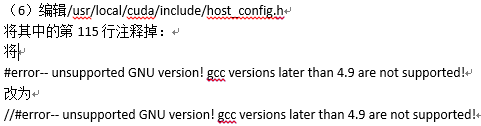 （6）编辑/usr/local/cuda/include/host_config.h
将其中的第 115 行注释掉：
将
#error-- unsupported GNU version! gcc versions later than 4.9 are not supported!
改为
//#error-- unsupported GNU version! gcc versions later than 4.9 are not supported!